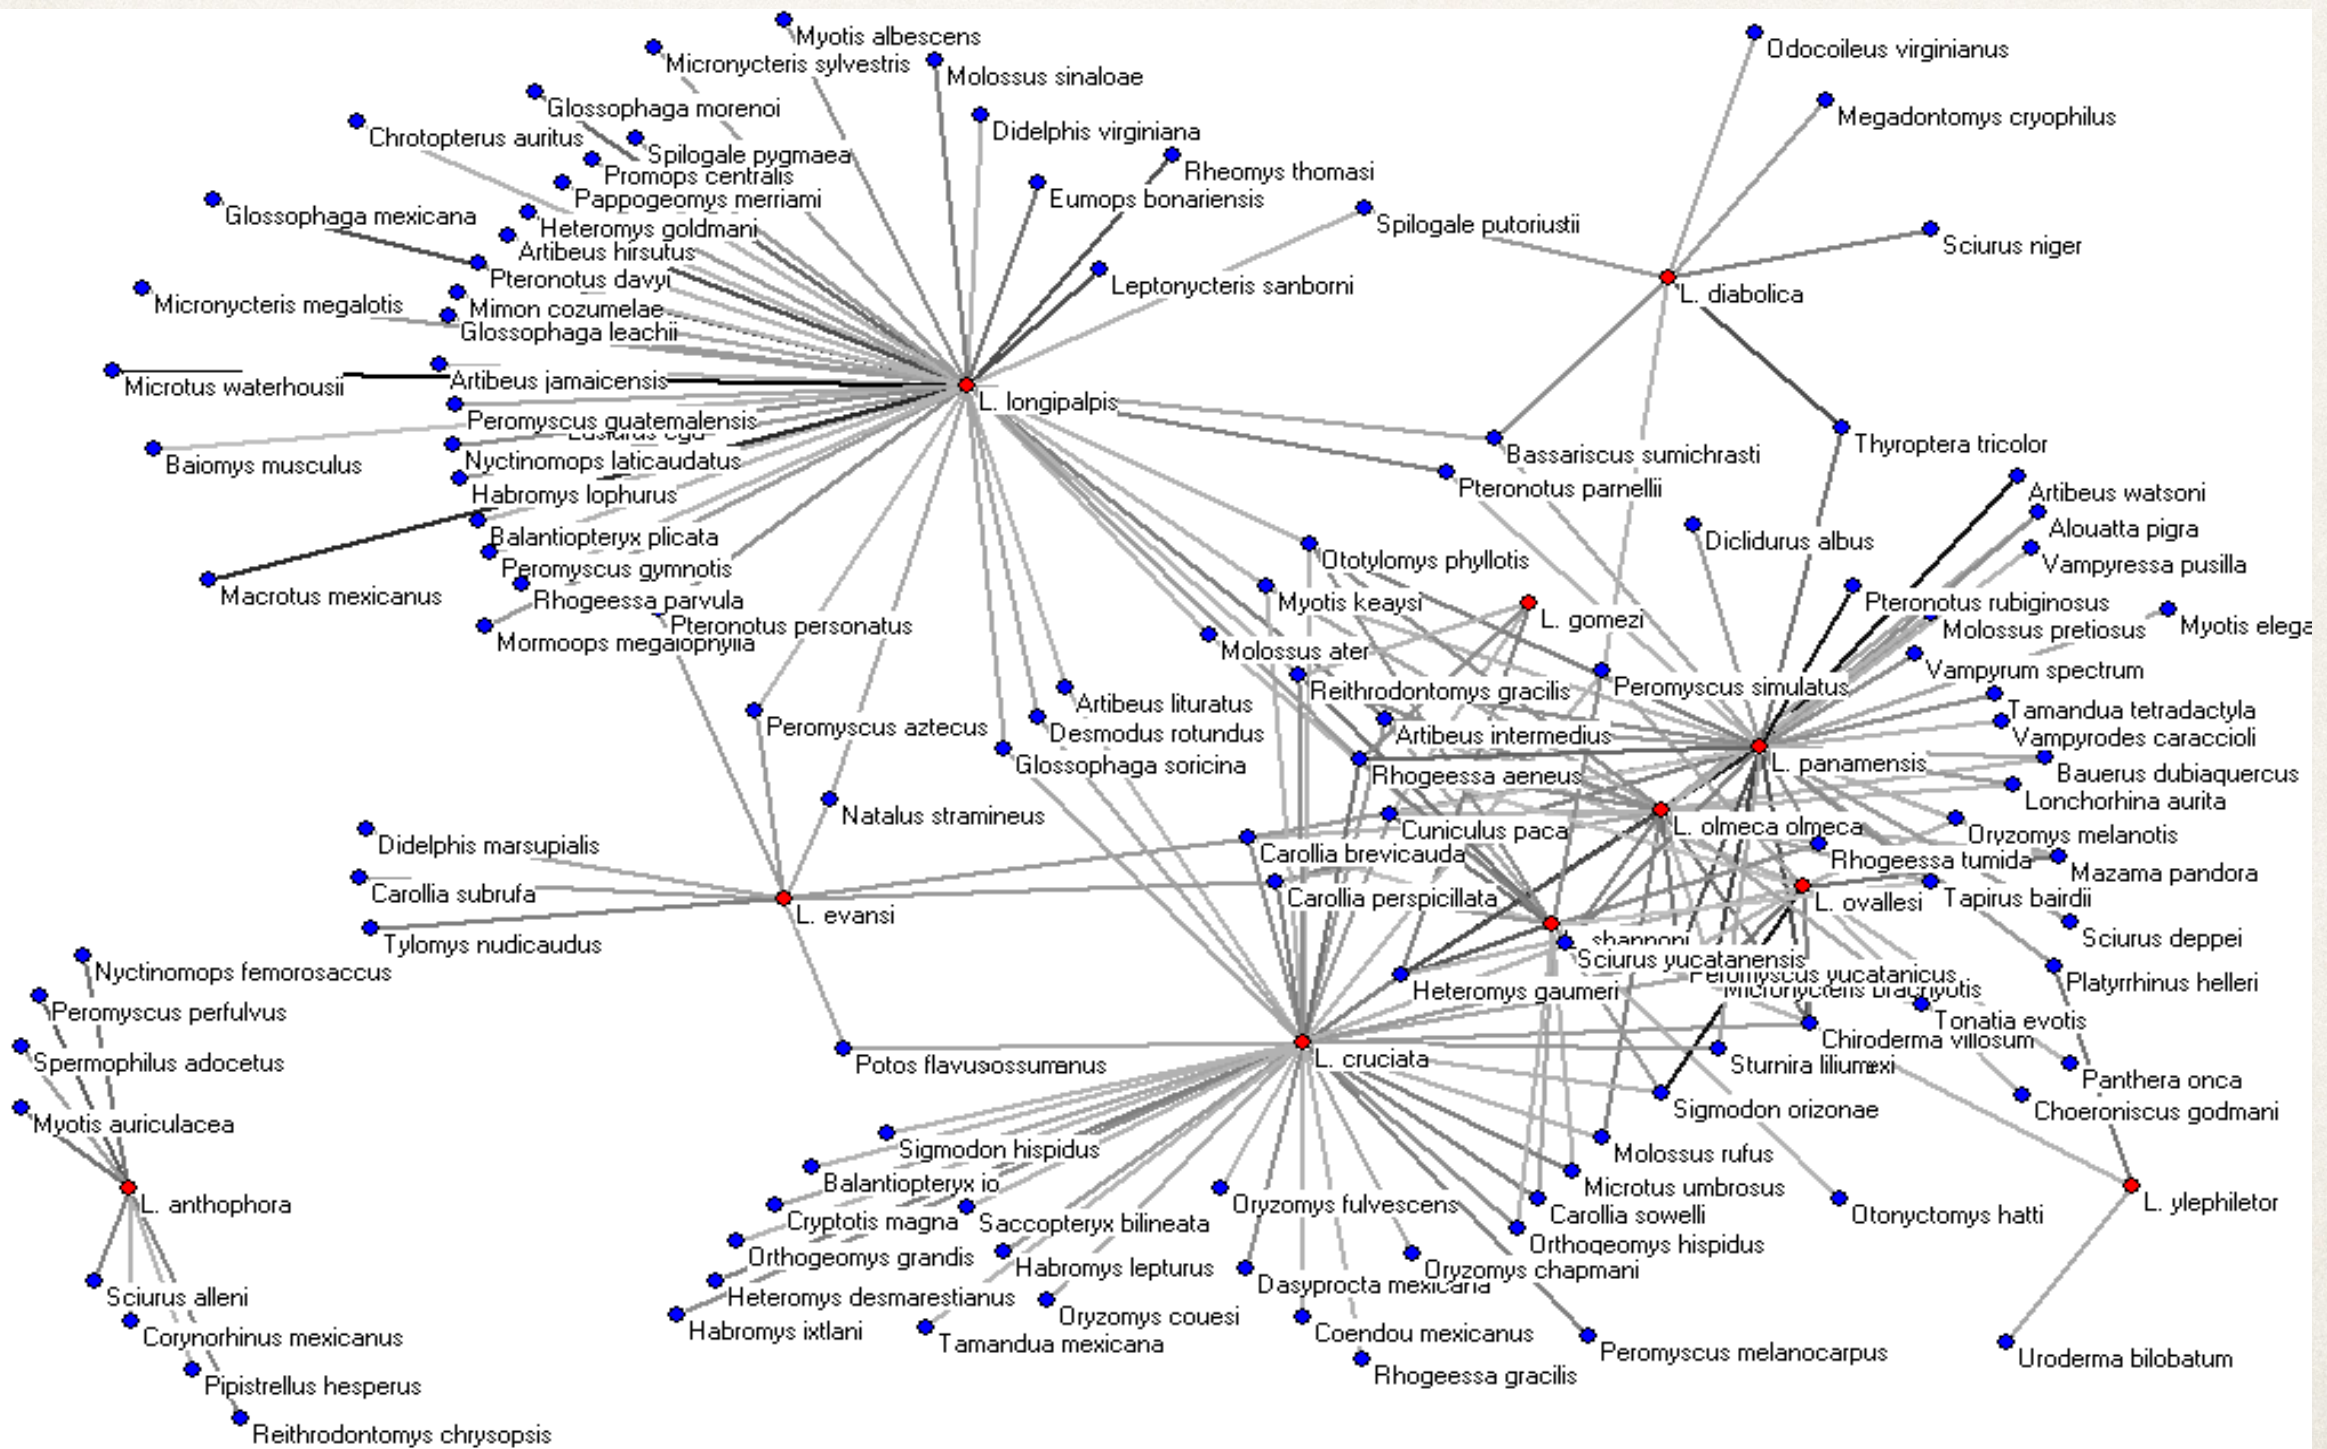 Myotis albescens
Odocoileus virginianus
Micronycteris sylvestris
Molossus sinaloae
Glossophaga morenoi
Megadontomys cryophilus
Didelphis virginiana
Chrotopterus auritus
Spilogale pygmaea
Rheomys thomasi
Promops centralis
Pappogeomys merriami
Eumops bonariensis
Glossophaga mexicana
Spilogale putoriustii
Heteromys goldmani
Sciurus niger
Artibeus hirsutus
Pteronotus davyi
Leptonycteris sanborni
L. diabolica
Micronycteris megalotis
Mimon cozumelae
Glossophaga leachii
Microtus waterhousii
Artibeus jamaicensis
L. longipalpis
Peromyscus guatemalensis
Thyroptera tricolor
Bassariscus sumichrasti
Baiomys musculus
Nyctinomops laticaudatus
Pteronotus parnellii
Artibeus watsoni
Habromys lophurus
Alouatta pigra
Balantiopteryx plicata
Diclidurus albus
Ototylomys phyllotis
Vampyressa pusilla
Peromyscus gymnotis
Macrotus mexicanus
Rhogeessa parvula
Myotis keaysi
Pteronotus rubiginosus
L. gomezi
Pteronotus personatus
Molossus pretiosus
Myotis elega
Mormoops megalophylla
Molossus ater
Vampyrum spectrum
Reithrodontomys gracilis
Peromyscus simulatus
Artibeus lituratus
Tamandua tetradactyla
Peromyscus aztecus
Desmodus rotundus
Artibeus intermedius
Vampyrodes caraccioli
Glossophaga soricina
Rhogeessa aeneus
L. panamensis
Bauerus dubiaquercus
Lonchorhina aurita
Natalus stramineus
Cuniculus paca
L. olmeca olmeca
Oryzomys melanotis
Didelphis marsupialis
Carollia brevicauda
Rhogeessa tumida
Mazama pandora
Carollia subrufa
Carollia perspicillata
Tapirus bairdii
L. ovallesi
L. evansi
Tylomys nudicaudus
shannoni
Sciurus deppei
Sciurus yucatanensis
Nyctinomops femorosaccus
Peromyscus yucatanicus
Platyrrhinus helleri
Heteromys gaumeri
Micronycteris brachyotis
Peromyscus perfulvus
Tonatia evotis
Chiroderma villosum
Spermophilus adocetus
L. cruciata
Potos flavus
Sturnira lilium
Panthera onca
Choeroniscus godmani
Sigmodon orizonae
Myotis auriculacea
Sigmodon hispidus
Molossus rufus
Balantiopteryx io
Microtus umbrosus
L. anthophora
Oryzomys fulvescens
L. ylephiletor
Cryptotis magna
Saccopteryx bilineata
Carollia sowelli
Otonyctomys hatti
Orthogeomys hispidus
Orthogeomys grandis
Habromys lepturus
Oryzomys chapmani
Dasyprocta mexicana
Sciurus alleni
Heteromys desmarestianus
Oryzomys couesi
Habromys ixtlani
Coendou mexicanus
Corynorhinus mexicanus
Tamandua mexicana
Peromyscus melanocarpus
Uroderma bilobatum
Rhogeessa gracilis
Pipistrellus hesperus
Reithrodontomys chrysopsis